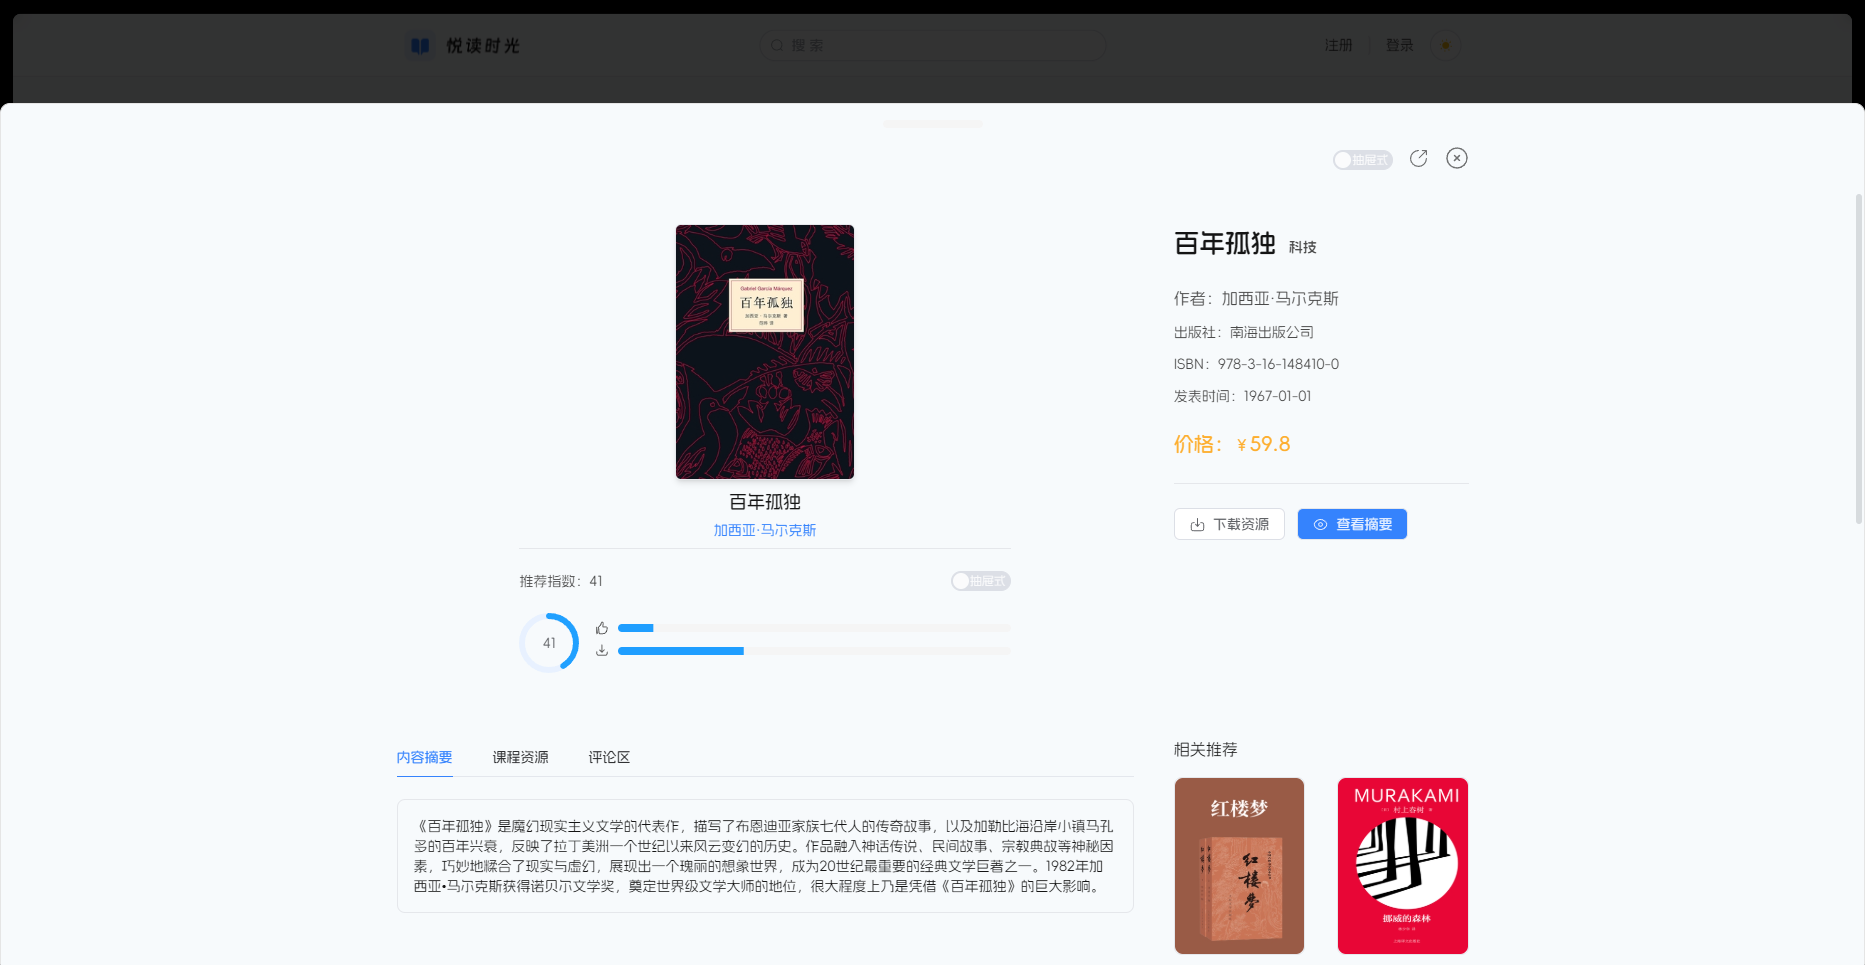 悦读时光
搜 索
注册
登录
抽屉式
Gabriel García Márquez
百年孤独
加西亚·马尔克斯 著
范晔 译
百年孤独
加西亚·马尔克斯
推荐指数：41
抽屉式
41
百年孤独 科技
作者：加西亚·马尔克斯
出版社：南海出版公司
ISBN：978-3-16-148410-0
发表时间：1967-01-01
价格：￥59.8
下载资源
查看摘要
内容摘要
课程资源
评论区
《百年孤独》是魔幻现实主义文学的代表作，描写了布恩迪亚家族七代人的传奇故事，以及加勒比海沿岸小镇马孔
多的百年兴衰，反映了拉丁美洲一个世纪以来风云变幻的历史。作品融入神话传说、民间故事、宗教典故等神秘因
素，巧妙地糅合了现实与虚幻，展现出一个瑰丽的想象世界，成为20世纪最重要的经典文学巨著之一。1982年加
西亚•马尔克斯获得诺贝尔文学奖，奠定世界级文学大师的地位，很大程度上乃是凭借《百年孤独》的巨大影响。
相关推荐
红楼梦
红楼夢
MURAKAMI
村上春树
挪威的森林